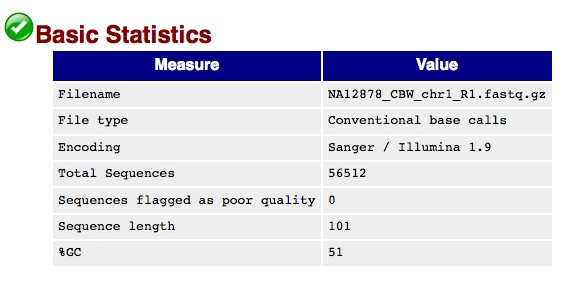 Basic Statistics
Measure Value
Filename NA12878_CBW_chr1_R1.fastq.gz
File type Conventional base calls
Encoding Sanger / Illumina 1.9
Total Sequences 56512
Sequences flagged as poor quality 0
Sequence length 101
%GC 51